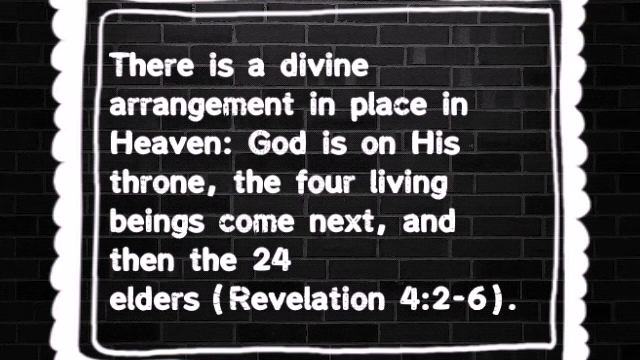 There is a divine
arrangement in place in
Heaven: God is on His
throne, the four living
beings come next, and
then the 24
elders (Revelation 4:2-6).